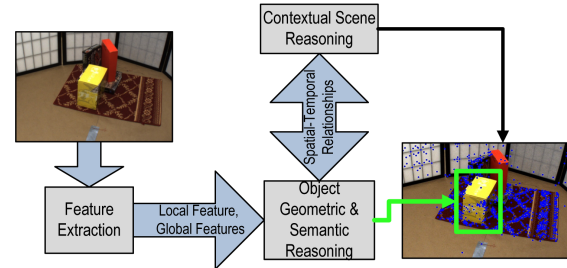 Contextual Scene
Reasoning
Spatial-Temporal
Relationships
Feature
Extraction
Local Feature,
Global Features
Object
Geometric &
Semantic
Reasoning